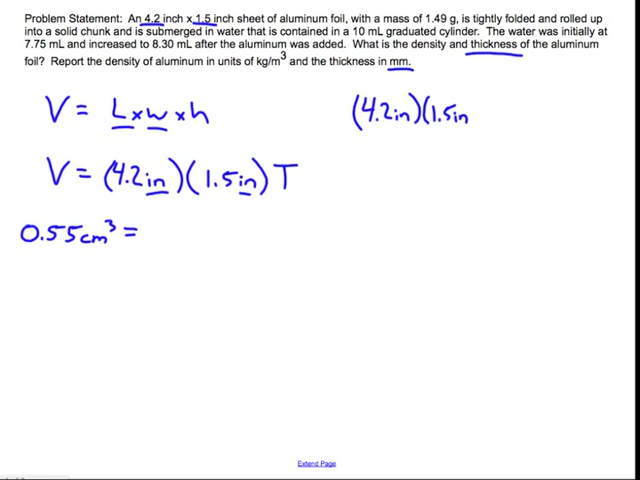 Problem Statement: An 4.2 inch x 1.5 inch sheet of aluminum foil, with a mass of 1.49 g, is tightly folded and rolled up
into a solid chunk and is submerged in water that is contained in a 10 mL graduated cylinder. The water was initially at
7.75 mL and increased to 8.30 mL after the aluminum was added. What is the density and thickness of the aluminum
foil? Report the density of aluminum in units of kg/m³ and the thickness in mm.
V = L x w x h
(4.2in)(1.5in
V = (4.2in)(1.5in)T
0.55cm³ =
Extend Page